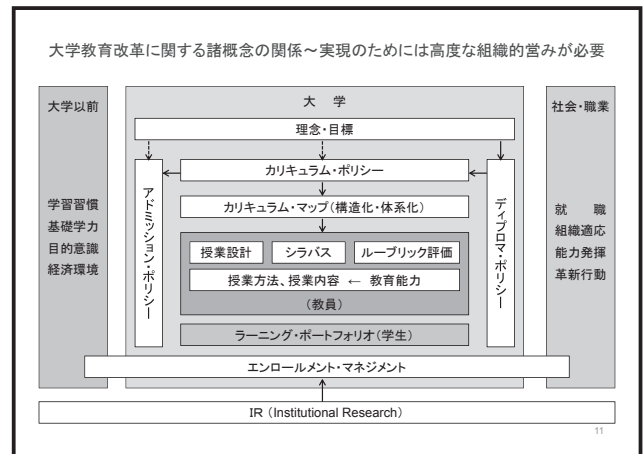 大学教育改革に関する諸概念の関係～実現のためには高度な組織的営みが必要
大学以前
学習習慣
基礎学力
目的意識
経済環境
大　学
理念・目標
アドミッション・ポリシー
カリキュラム・ポリシー
カリキュラム・マップ（構造化・体系化）
授業設計
シラバス
ルーブリック評価
授業方法、授業内容 ← 教育能力
（教員）
ラーニング・ポートフォリオ（学生）
ディプロマ・ポリシー
社会・職業
就　職
組織適応
能力発揮
革新行動
エンロールメント・マネジメント
IR（Institutional Research）
11